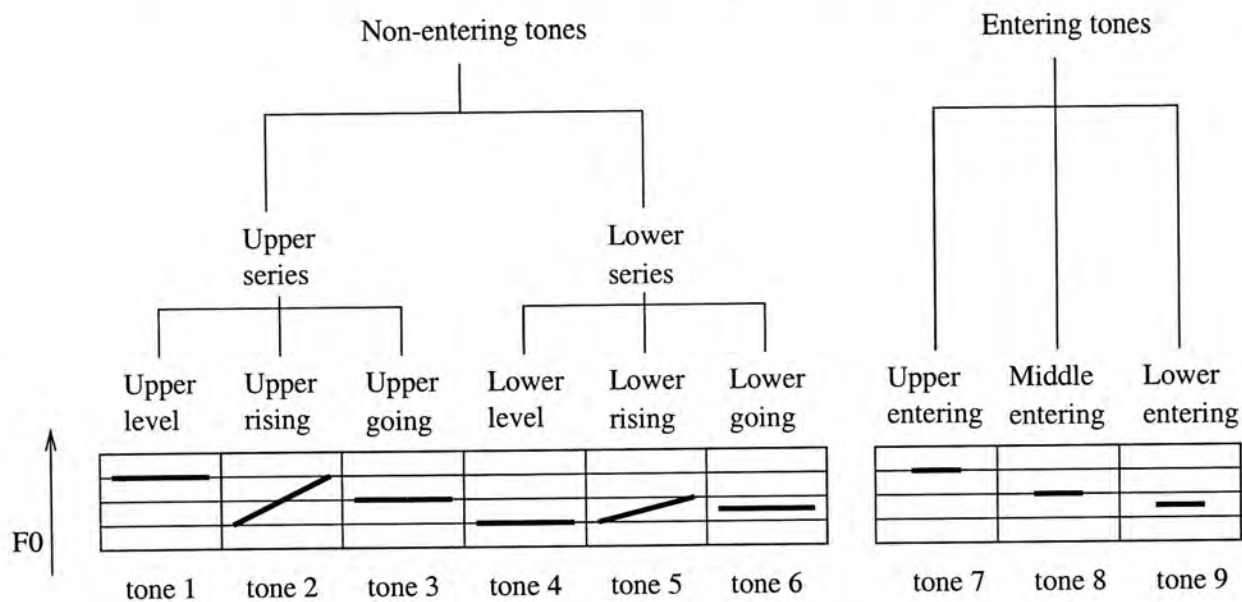 Non-entering tones
Entering tones
Upper
series
Lower
series
Upper
level
Upper
rising
Upper
going
Lower
level
Lower
rising
Lower
going
Upper
entering
Middle
entering
Lower
entering
F0
tone 1
tone 2
tone 3
tone 4
tone 5
tone 6
tone 7
tone 8
tone 9